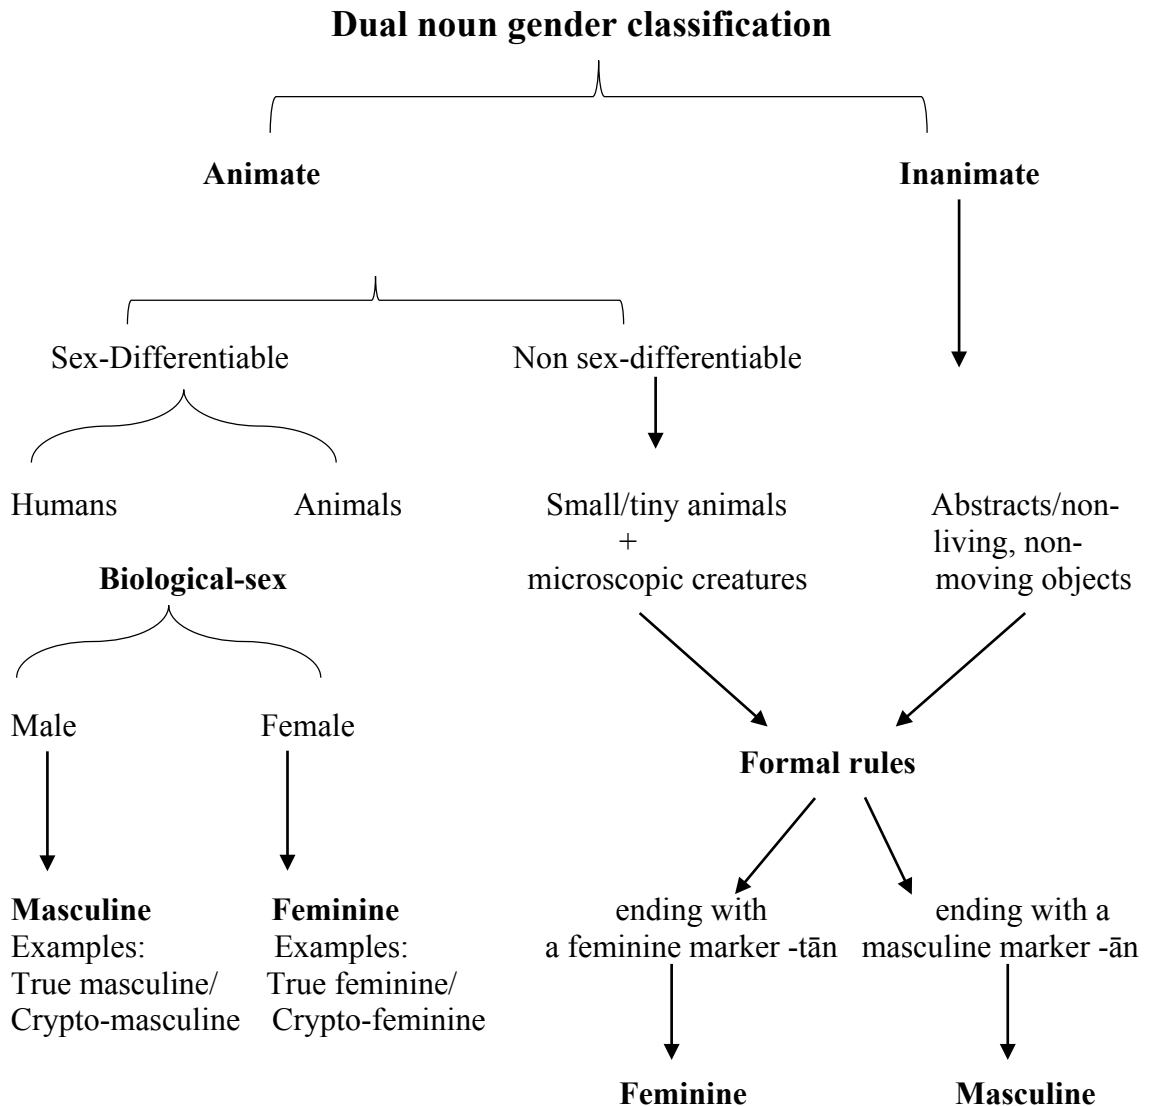 Dual noun gender classification
Animate
Inanimate
Sex-Differentiable
Non sex-differentiable
Humans
Animals
Small/tiny animals
+
microscopic creatures
Abstracts/non-
living, non-
moving objects
Biological-sex
Male
Female
Formal rules
Masculine
Examples:
True masculine/
Crypto-masculine
Feminine
Examples:
True feminine/
Crypto-feminine
ending with
a feminine marker -tān
ending with a
masculine marker -ān
Feminine
Masculine